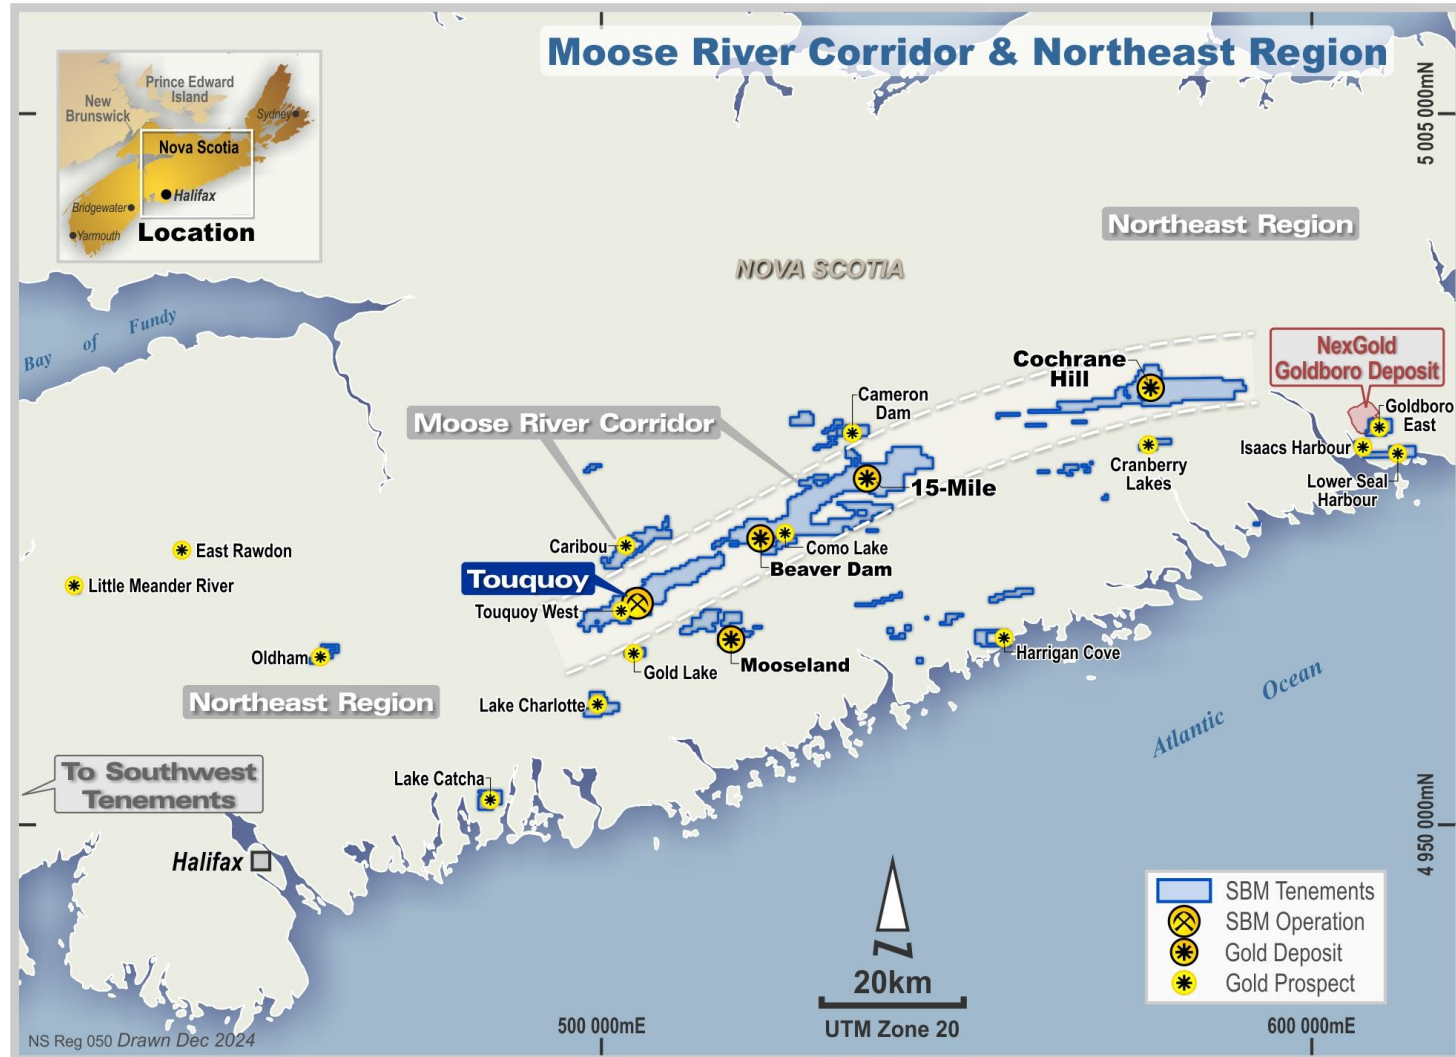 Moose River Corridor & Northeast Region
New
Brunswick
Prince Edward
Island
Sydney
Nova Scotia
Halifax
Bridgewater
Yarmouth
Location
5 005 000mN
Northeast Region
NOVA SCOTIA
Bay of Fundy
NexGold
Goldboro Deposit
Cochrane
Hill
Cameron
Dam
Goldboro
East
Moose River Corridor
Isaacs Harbour
Cranberry
Lakes
Lower Seal
Harbour
15-Mile
Caribou
Como Lake
East Rawdon
Beaver Dam
Touquoy
Little Meander River
Touquoy West
Oldham
Gold Lake
Mooseland
Harrigan Cove
Northeast Region
Lake Charlotte
Atlantic Ocean
To Southwest
Tenements
Lake Catcha
4 950 000mN
Halifax
SBM Tenements
SBM Operation
Gold Deposit
Gold Prospect
N
20km
UTM Zone 20
500 000mE
600 000mE
NS Reg 050 Drawn Dec 2024